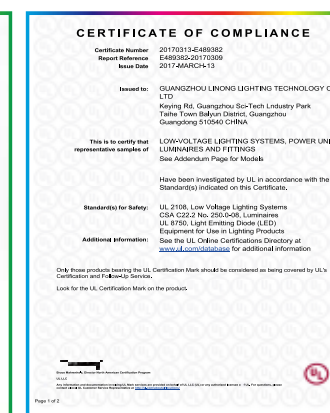 CERTIFICATE OF COMPLIANCE
Certificate Number 20170313-E489382
Report Reference E489382-20170309
Issue Date 2017-MARCH-13
Issued to: GUANGZHOU LINONG LIGHTING TECHNOLOGY
LTD
Keying Rd, Guangzhou Sci-Tech Lndustry Park
Taihe Town Baiyun District, Guangzhou
Guangdong 510540 CHINA
This is to certify that LOW-VOLTAGE LIGHTING SYSTEMS, POWER
representative samples of LUMINAIRES AND FITTINGS
See Addendum Page for Models
Have been investigated by UL in accordance with the
Standard(s) indicated on this Certificate.
Standard(s) for Safety: UL 2108, Low Voltage Lighting Systems
CSA C22.2 No. 250.0-08, Luminaires
UL 8750, Light Emitting Diode (LED)
Equipment for Use in Lighting Products
Additional Information: See the UL Online Certifications Directory at
www.ul.com/database for additional information
Only those products bearing the UL Certification Mark should be considered as being covered by UL's
Certification and Follow-Up Service.
Look for the UL Certification Mark on the product.
UL LLC
UL
Page 1 of 2